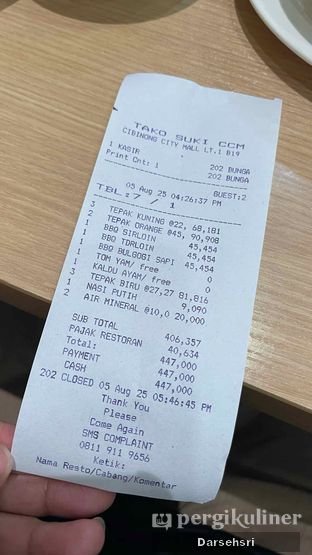 TAKO SUKI CCM
CIBINONG CITY MALL LT.1 B19
1 KASIR 202 BUNGA
Print Cnt: 1 202 BUNGA
05 Aug 25 04:26:37 PM
TBL:7 / 1 GUEST:2
3 TEPAK KUNING @22, 68,181
2 TEPAK ORANGE @45, 90,908
1 BBQ SIRLOIN 45,454
1 BBQ TDRLOIN 45,454
1 BBQ BULGOGI SAPI 45,454
1 TOM YAM/ free 0
1 KALDU AYAM/ free 0
3 TEPAK BIRU @27,27 81,816
1 NASI PUTIH 9,090
2 AIR MINERAL @10,0 20,000
SUB TOTAL 406,357
PAJAK RESTORAN 40,634
Total: 447,000
PAYMENT 447,000
CASH 447,000
202 CLOSED 05 Aug 25 05:46:45 PM
Thank You
Please
Come Again
SMS COMPLAINT
0811 911 9656
Ketik:
Nama Resto/Cabang/Komentar
pergikuliner
Darsehsri